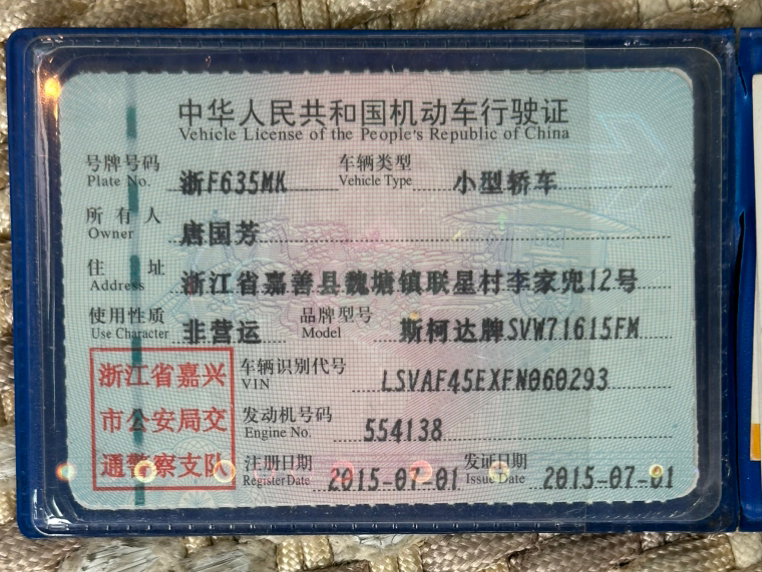 中华人民共和国机动车行驶证
Vehicle License of the People's Republic of China
号牌号码 浙F635MK 车辆类型 小型轿车
Plate No. Vehicle Type
所有人 唐国芳
Owner
住址 浙江省嘉善县魏塘镇联星村李家兜12号
Address
使用性质 非营运 品牌型号 斯柯达牌SVW71615FM
Use Character Model
浙江省嘉兴
市公安局交
通警察支队
车辆识别代号 LSVAF45EXFN060293
VIN
发动机号码 554138
Engine No.
注册日期 2015-07-01 发证日期 2015-07-01
Register Date Issue Date